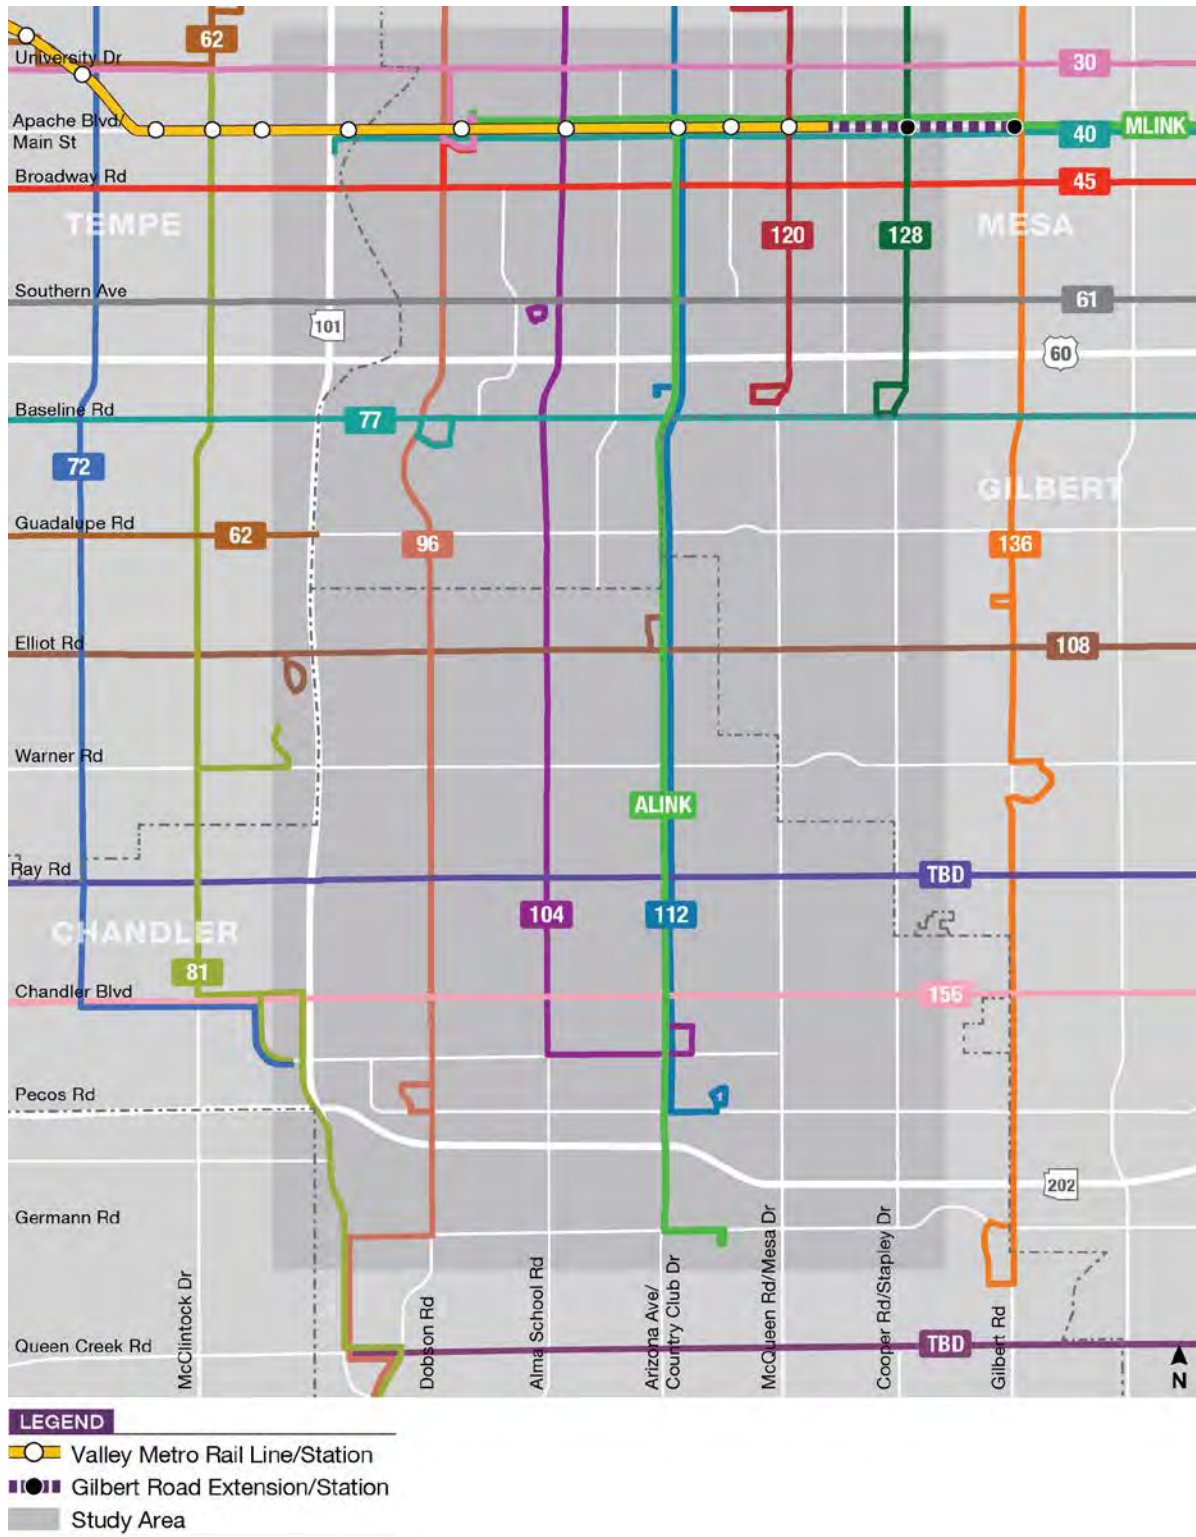 62
University Dr
30
Apache Blvd/
Main St
MLINK
40
Broadway Rd
45
TEMPE
MESA
120
128
Southern Ave
61
101
60
Baseline Rd
77
72
GILBERT
Guadalupe Rd
62
96
136
Elliot Rd
108
Warner Rd
ALINK
Ray Rd
TBD
104
112
CHANDLER
81
Chandler Blvd
156
Pecos Rd
202
Germann Rd
McClintock Dr
Dobson Rd
Alma School Rd
Arizona Ave/
Country Club Dr
McQueen Rd/Mesa Dr
Cooper Rd/Stapley Dr
Gilbert Rd
Queen Creek Rd
TBD
N
LEGEND
Valley Metro Rail Line/Station
Gilbert Road Extension/Station
Study Area